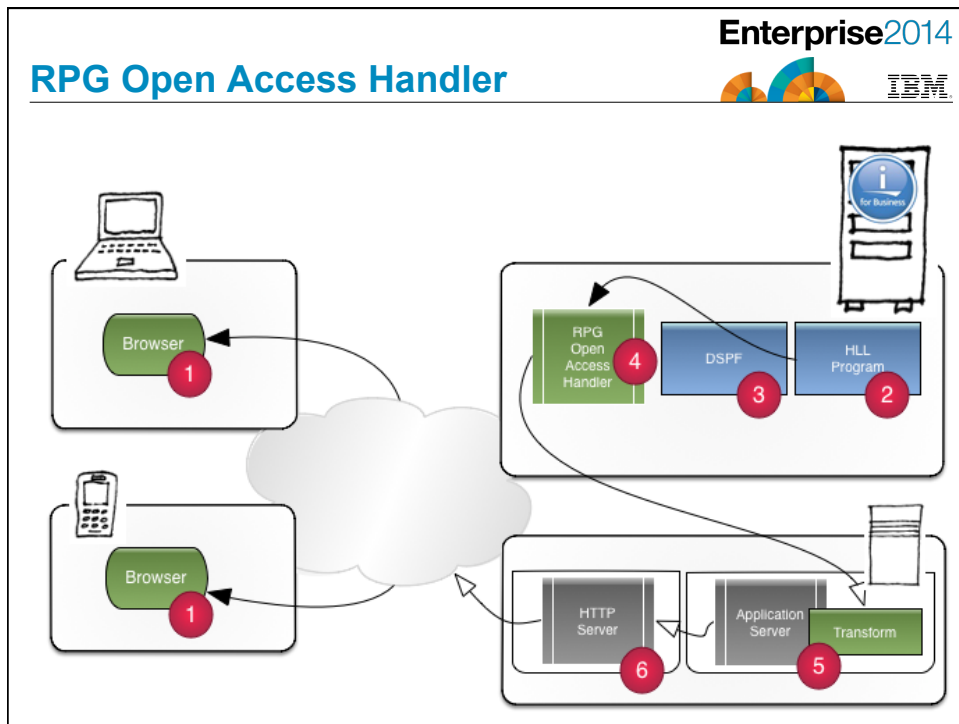 Enterprise2014
RPG Open Access Handler
IBM®
i
for Business
Browser
1
RPG
Open
Access
Handler
4
DSPF
3
HLL
Program
2
Browser
1
HTTP
Server
6
Application
Server
Transform
5